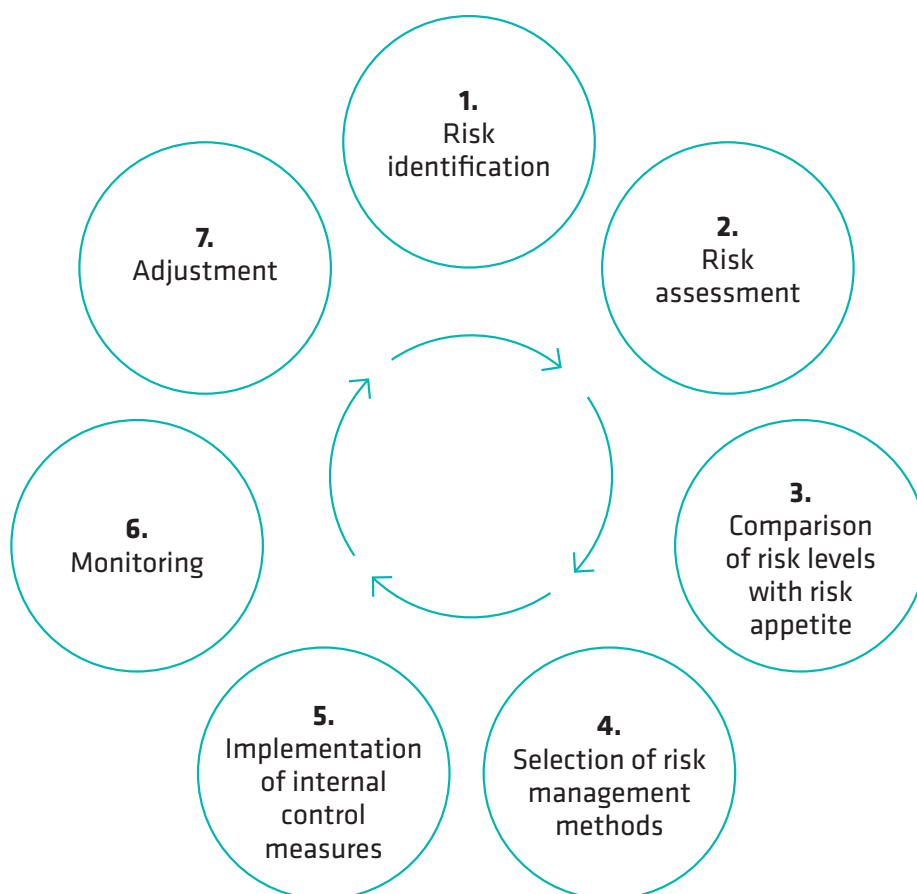 1.
Risk
identification
2.
Risk
assessment
3.
Comparison
of risk levels
with risk
appetite
4.
Selection of risk
management
methods
5.
Implementation
of internal
control
measures
6.
Monitoring
7.
Adjustment